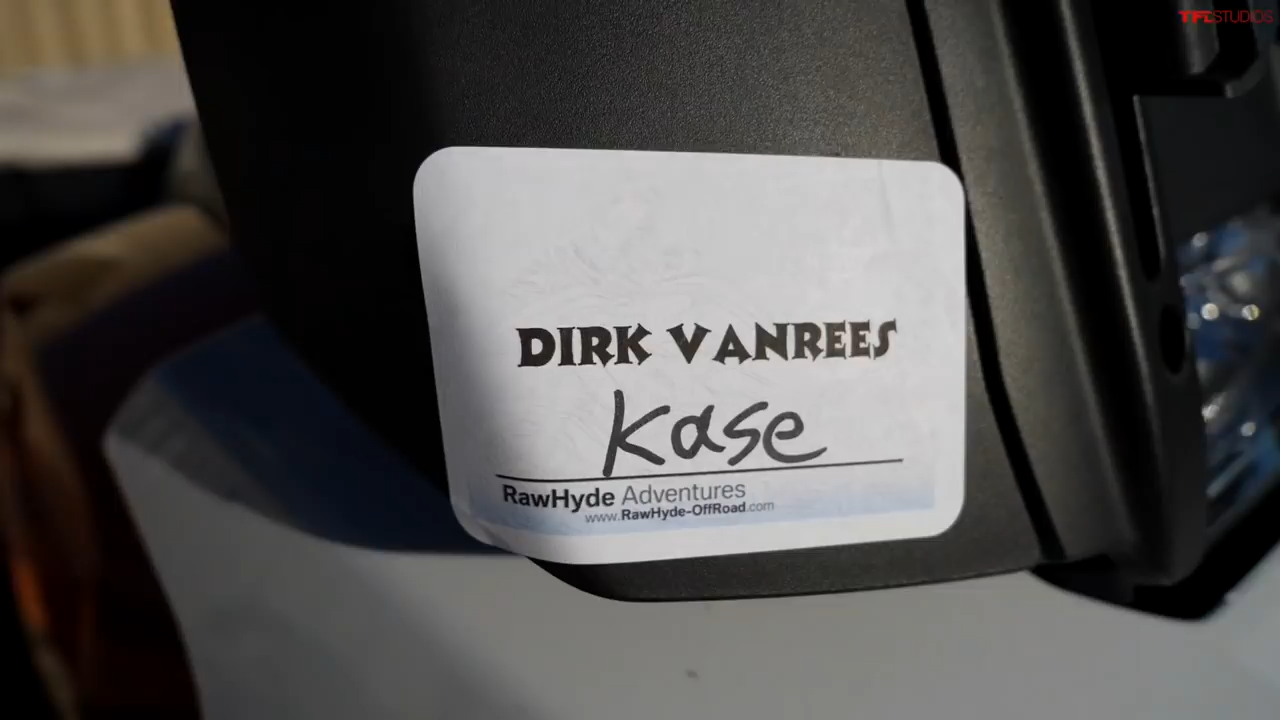 TFLSTUDIOS
DIRK VANREES
Kase
RawHyde Adventures
www.RawHyde-OffRoad.com